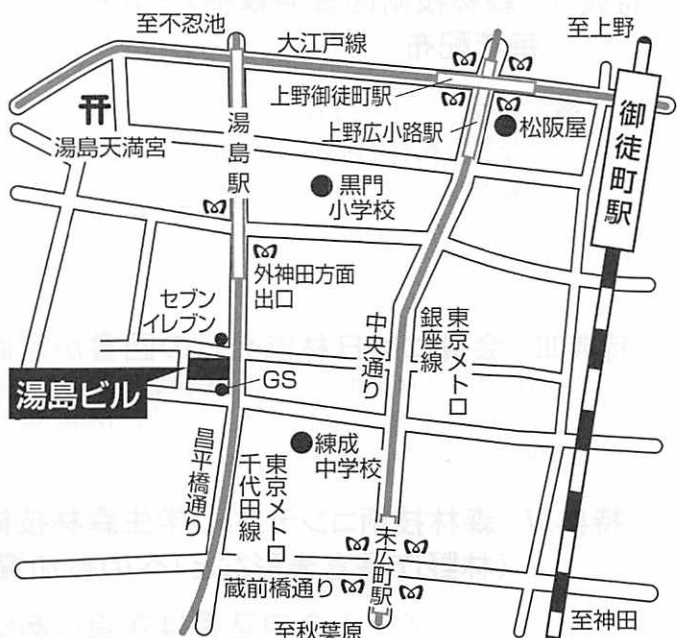 至不忍池
大江戸線
至上野
上野御徒町駅
上野広小路駅
松阪屋
御徒町駅
湯島天満宮
湯島駅
黒門
小学校
外神田方面
出口
セブン
イレブン
GS
湯島ビル
中央通り
東京メトロ
銀座線
昌平橋通り
東京メトロ
千代田線
練成
中学校
末広町駅
蔵前橋通り
至秋葉原
至神田